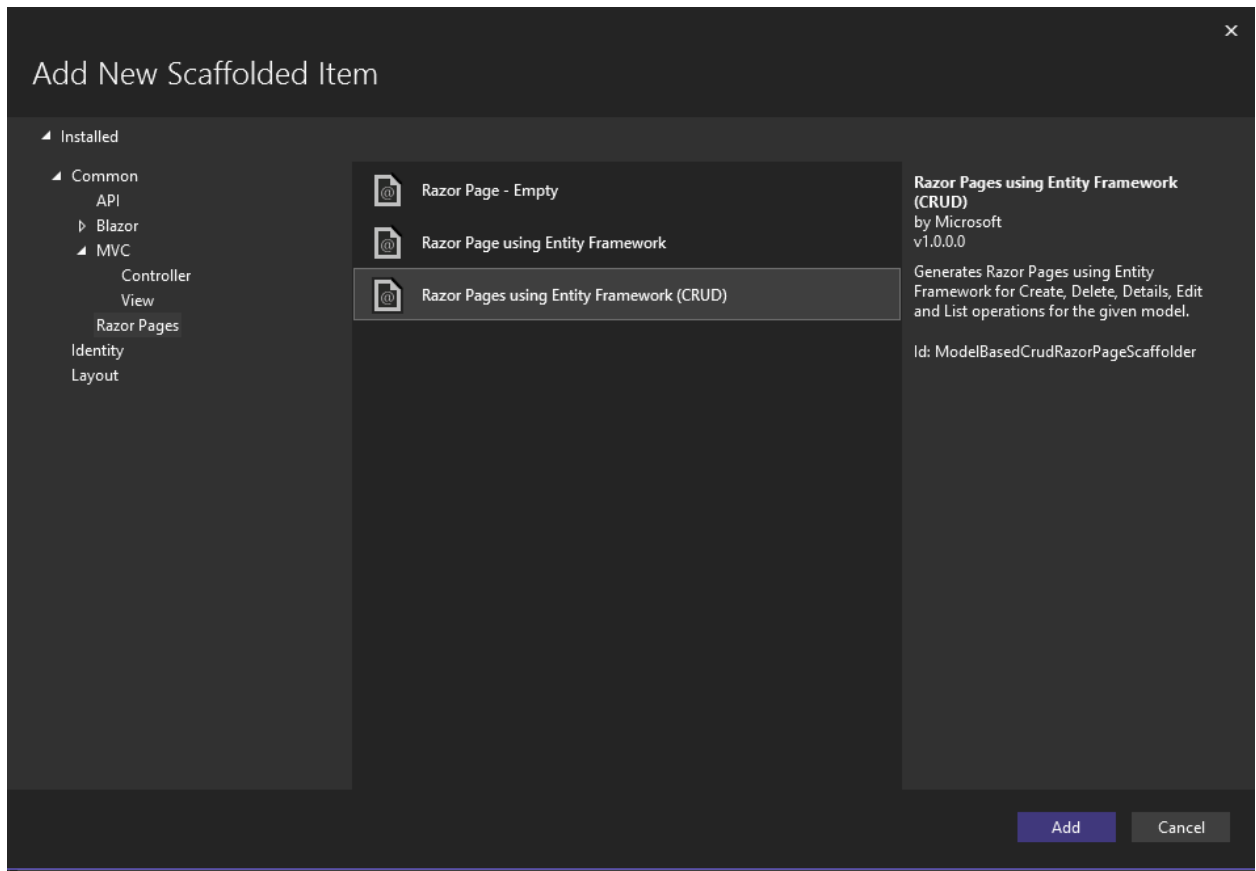 Add New Scaffolded Item
Installed
Common
API
Blazor
MVC
Controller
View
Razor Pages
Identity
Layout
Razor Page - Empty
Razor Page using Entity Framework
Razor Pages using Entity Framework (CRUD)
Razor Pages using Entity Framework
(CRUD)
by Microsoft
v1.0.0.0
Generates Razor Pages using Entity
Framework for Create, Delete, Details, Edit
and List operations for the given model.
Id: ModelBasedCrudRazorPageScaffolder
Add
Cancel